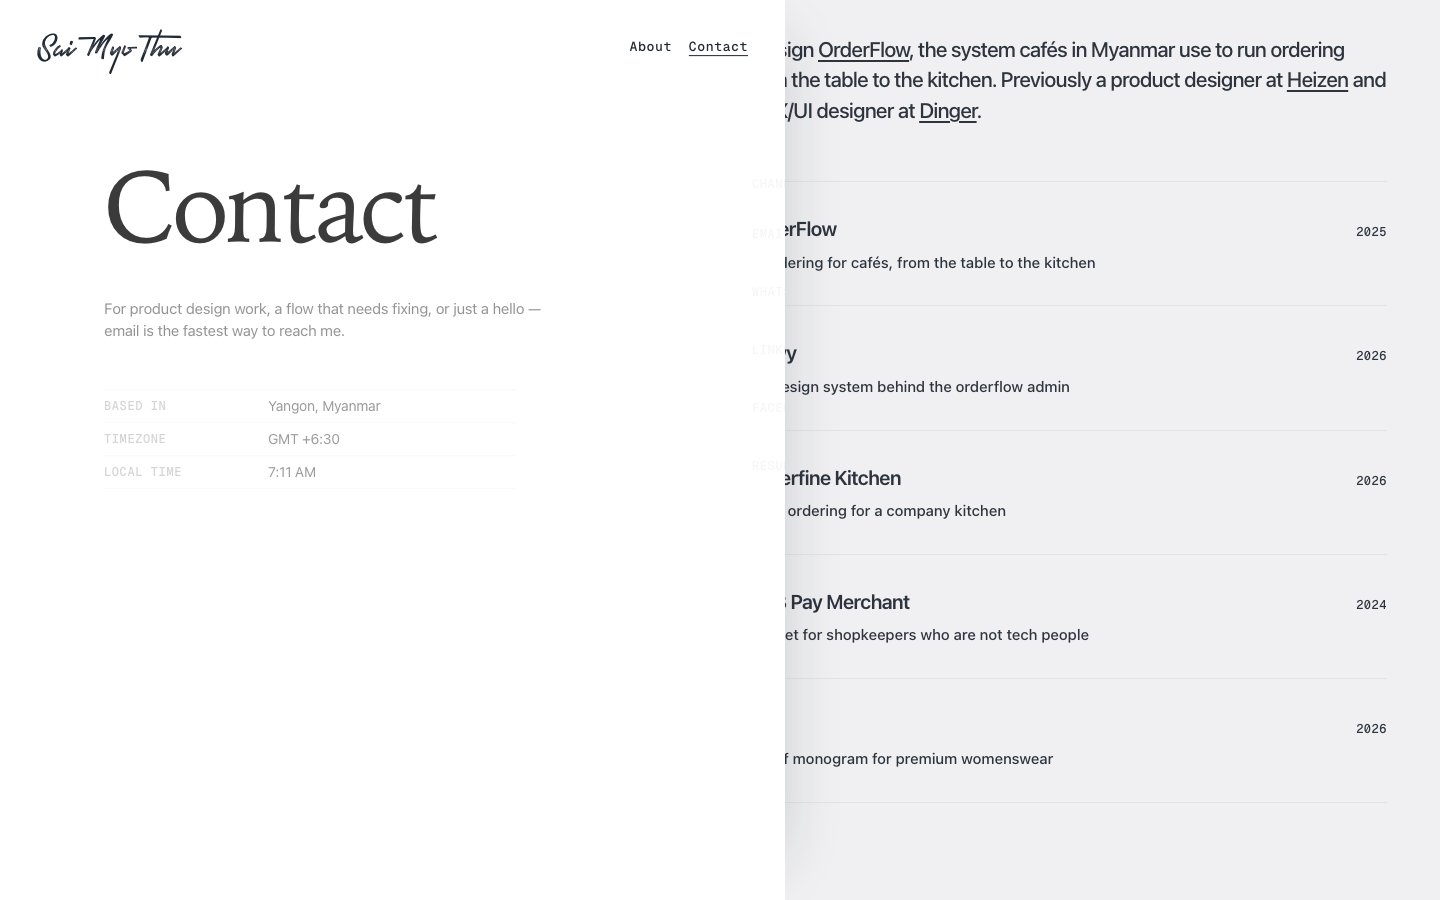 Sai Myo Thu
About Contact
Contact
For product design work, a flow that needs fixing, or just a hello —
email is the fastest way to reach me.
BASED IN Yangon, Myanmar
TIMEZONE GMT +6:30
LOCAL TIME 7:11 AM
OrderFlow, the system cafés in Myanmar use to run ordering
the table to the kitchen. Previously a product designer at Heizen and
/UI designer at Dinger.
erFlow 2025
dering for cafés, from the table to the kitchen
2026
esign system behind the orderflow admin
erfine Kitchen 2026
ordering for a company kitchen
Pay Merchant 2024
et for shopkeepers who are not tech people
2026
f monogram for premium womenswear